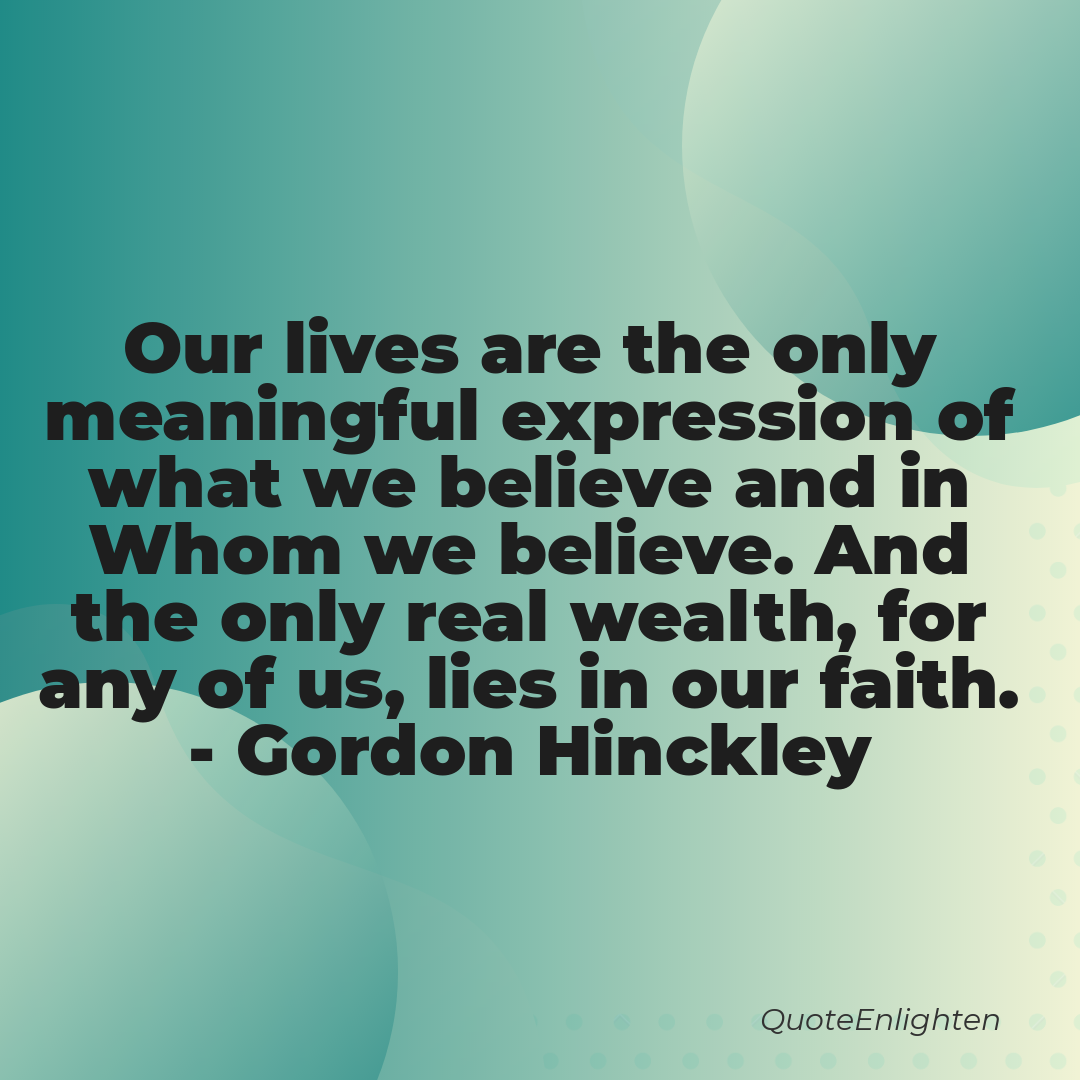 Our lives are the only
meaningful expression of
what we believe and in
Whom we believe. And
the only real wealth, for
any of us, lies in our faith.
- Gordon Hinckley
QuoteEnlighten